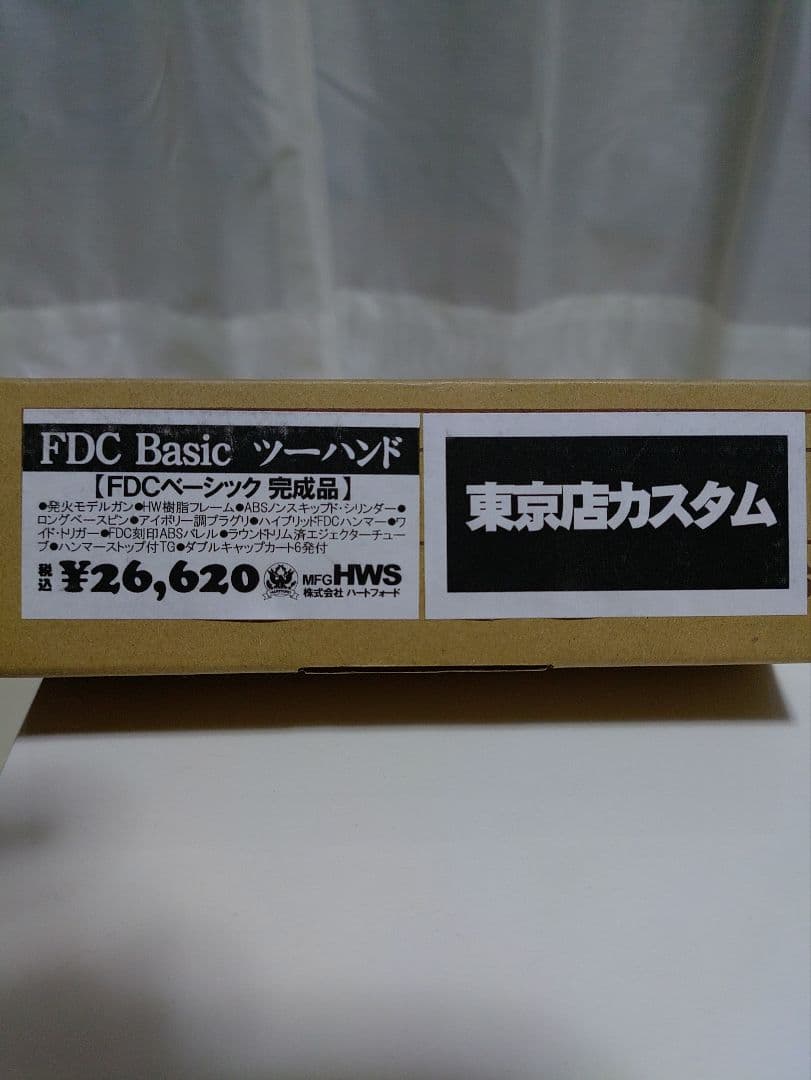 FDC Basic ツーハンド
【FDCベーシック 完成品】
●発火モデルガン●HW樹脂フレーム●ABSノンスキップド・シリンダー●
ロングベースピン●アイボリー調プラグリ●ハイブリッドFDCハンマー●ワ
イド・トリガー●FDC刻印ABSバレル●ラウンドトリム済エジェクターチュー
ブ●ハンマーストップ付TG●ダブルキャップカート6発付
税込 ¥26,620 MFG HWS
株式会社 ハートフォード
東京店カスタム